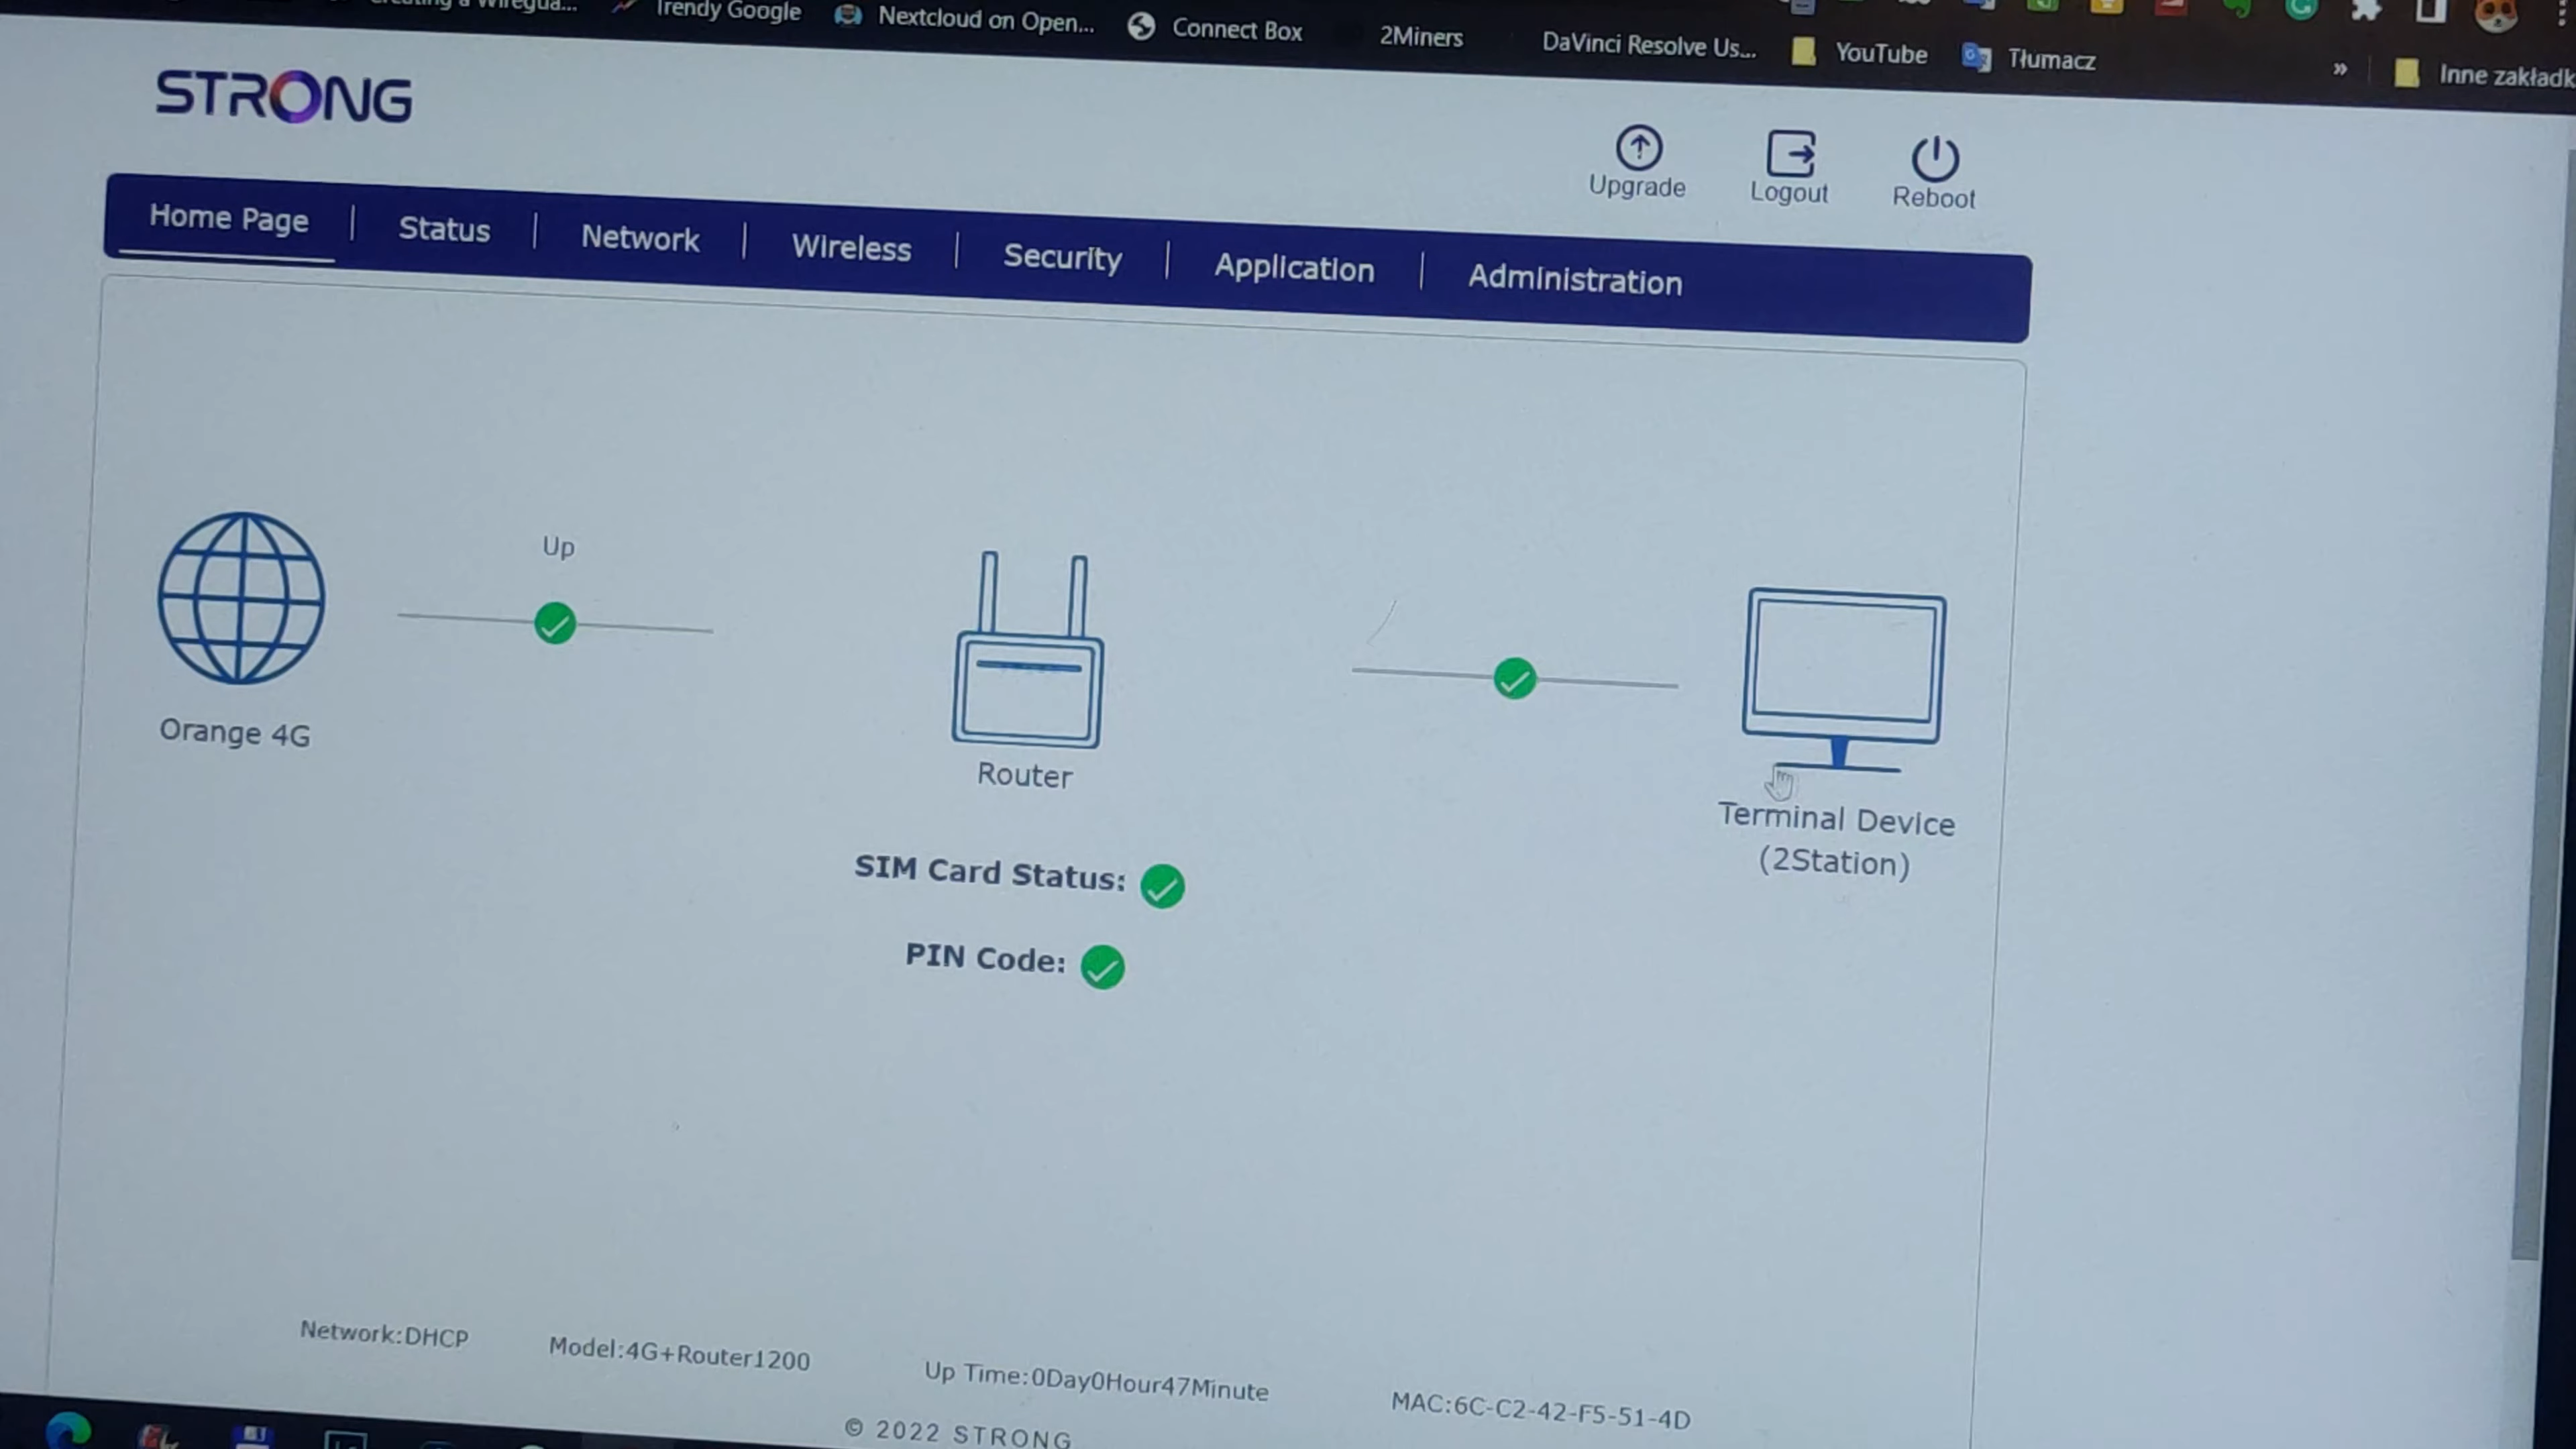 Trendy Google
Nextcloud on Open...
Connect Box
2Miners
DaVinci Resolve Us...
YouTube
Tłumacz
»
Inne zakładk
STRONG
Upgrade
Logout
Reboot
Home Page
Status
Network
Wireless
Security
Application
Administration
Up
Orange 4G
Router
Terminal Device
(2Station)
SIM Card Status:
PIN Code:
Network:DHCP
Model:4G+Router1200
Up Time:0Day0Hour47Minute
MAC:6C-C2-42-F5-51-4D
© 2022 STRONG